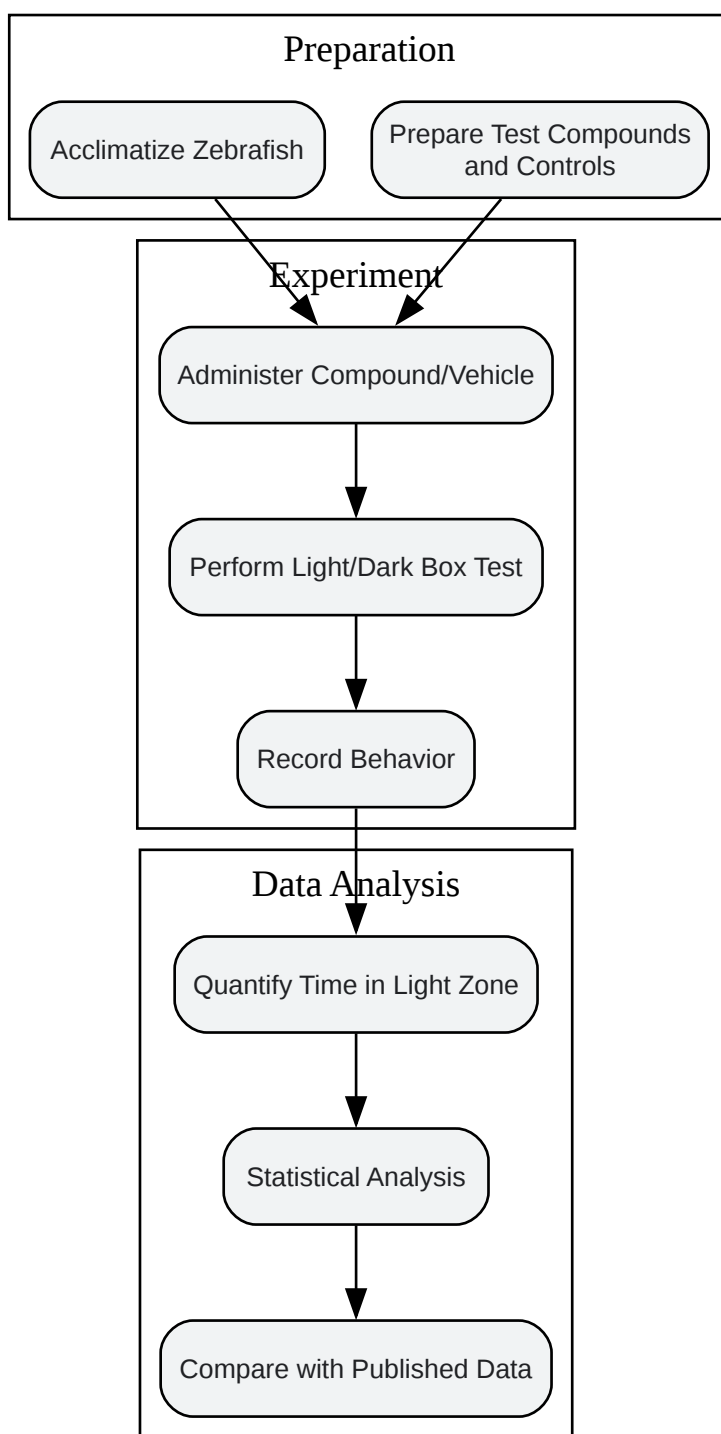 Preparation
Acclimatize Zebrafish
Prepare Test Compounds
and Controls
Experiment
Administer Compound/Vehicle
Perform Light/Dark Box Test
Record Behavior
Data Analysis
Quantify Time in Light Zone
Statistical Analysis
Compare with Published Data